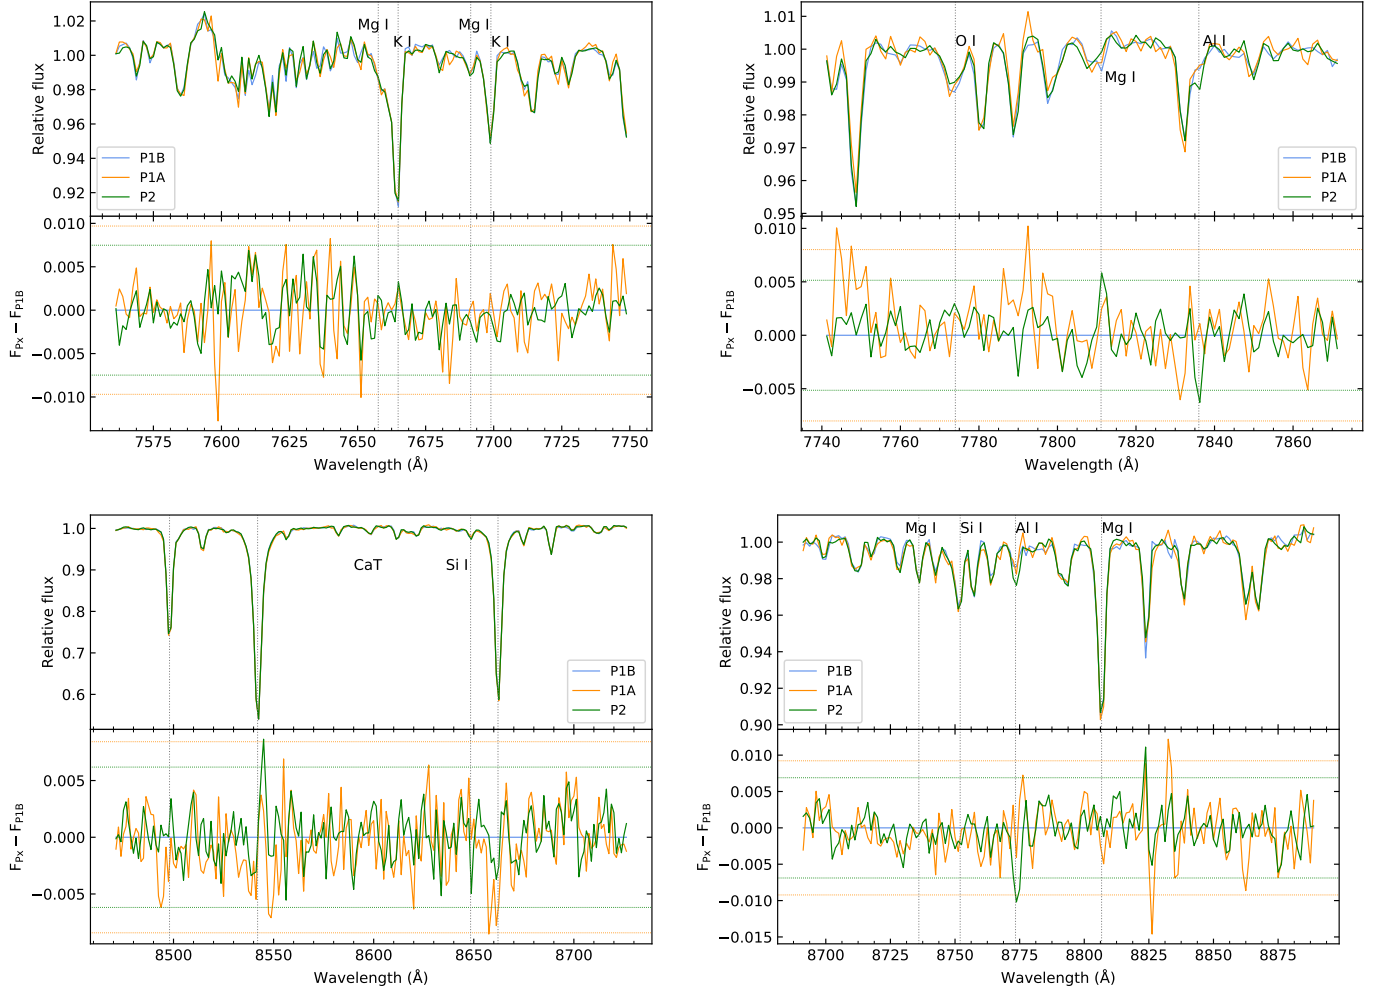 Mg I Mg I
K I K I
1.02
1.00
0.98
0.96
0.94
0.92
Relative flux
P1B
P1A
P2
0.010
0.005
0.000
−0.005
−0.010
F_Px − F_P1B
7575 7600 7625 7650 7675 7700 7725 7750
Wavelength (Å)
O I Al I
Mg I
1.00
0.99
0.98
0.97
0.96
0.95
Relative flux
P1B
P1A
P2
0.010
0.005
0.000
−0.005
F_Px − F_P1B
7740 7760 7780 7800 7820 7840 7860
Wavelength (Å)
CaT Si I
1.0
0.9
0.8
0.7
0.6
Relative flux
P1B
P1A
P2
0.005
0.000
−0.005
F_Px − F_P1B
8500 8550 8600 8650 8700
Wavelength (Å)
Mg I Si I Al I Mg I
1.00
0.98
0.96
0.94
0.92
0.90
Relative flux
P1B
P1A
P2
0.010
0.005
0.000
−0.005
−0.010
−0.015
F_Px − F_P1B
8700 8725 8750 8775 8800 8825 8850 8875
Wavelength (Å)